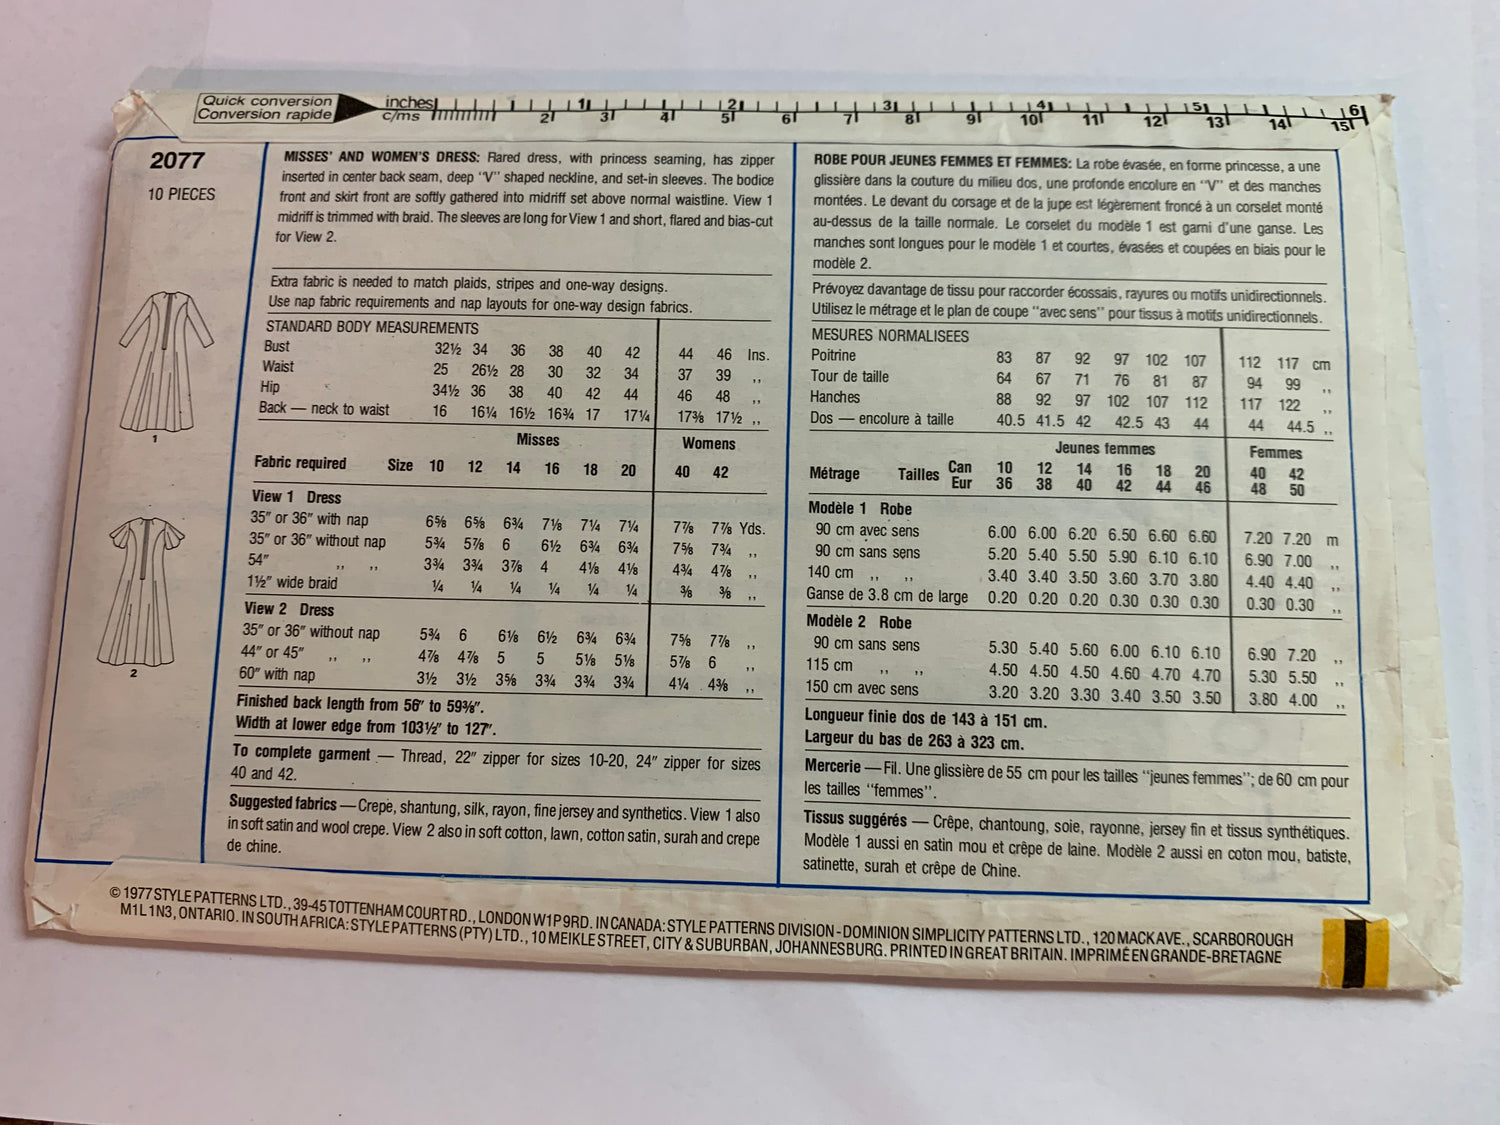 Quick conversion
Conversion rapide
inches 1 2 3 4 5 6
c/ms 2 3 4 5 6 7 8 9 10 11 12 13 14 15
2077
10 PIECES
1
2
MISSES' AND WOMEN'S DRESS: Flared dress, with princess seaming, has zipper
inserted in center back seam, deep "V" shaped neckline, and set-in sleeves. The bodice
front and skirt front are softly gathered into midriff set above normal waistline. View 1
midriff is trimmed with braid. The sleeves are long for View 1 and short, flared and bias-cut
for View 2.
Extra fabric is needed to match plaids, stripes and one-way designs.
Use nap fabric requirements and nap layouts for one-way design fabrics.
STANDARD BODY MEASUREMENTS
Bust 32½ 34 36 38 40 42 44 46 Ins.
Waist 25 26½ 28 30 32 34 37 39 ,,
Hip 34½ 36 38 40 42 44 46 48 ,,
Back — neck to waist 16 16¼ 16½ 16¾ 17 17¼ 17⅜ 17½ ,,
Misses Womens
Fabric required Size 10 12 14 16 18 20 40 42
View 1 Dress
35" or 36" with nap 6⅝ 6⅝ 6¾ 7⅛ 7¼ 7¼ 7⅞ 7⅞ Yds.
35" or 36" without nap 5¾ 5⅞ 6 6½ 6¾ 6¾ 7⅝ 7¾ ,,
54" ,, ,, 3¾ 3¾ 3⅞ 4 4⅛ 4⅛ 4¾ 4⅞ ,,
1½" wide braid ¼ ¼ ¼ ¼ ¼ ¼ ⅜ ⅜ ,,
View 2 Dress
35" or 36" without nap 5¾ 6 6⅛ 6½ 6¾ 6¾ 7⅝ 7⅞ ,,
44" or 45" ,, ,, 4⅞ 4⅞ 5 5 5⅛ 5⅛ 5⅞ 6 ,,
60" with nap 3½ 3½ 3⅝ 3¾ 3¾ 3¾ 4¼ 4⅜ ,,
Finished back length from 56" to 59⅜".
Width at lower edge from 103½" to 127".
To complete garment — Thread, 22" zipper for sizes 10-20, 24" zipper for sizes
40 and 42.
Suggested fabrics — Crepe, shantung, silk, rayon, fine jersey and synthetics. View 1 also
in soft satin and wool crepe. View 2 also in soft cotton, lawn, cotton satin, surah and crepe
de chine.
ROBE POUR JEUNES FEMMES ET FEMMES: La robe évasée, en forme princesse, a une
glissière dans la couture du milieu dos, une profonde encolure en "V" et des manches
montées. Le devant du corsage et de la jupe est légèrement froncé à un corselet monté
au-dessus de la taille normale. Le corselet du modèle 1 est garni d'une ganse. Les
manches sont longues pour le modèle 1 et courtes, évasées et coupées en biais pour le
modèle 2.
Prévoyez davantage de tissu pour raccorder écossais, rayures ou motifs unidirectionnels.
Utilisez le métrage et le plan de coupe "avec sens" pour tissus à motifs unidirectionnels.
MESURES NORMALISEES
Poitrine 83 87 92 97 102 107 112 117 cm
Tour de taille 64 67 71 76 81 87 94 99 ,,
Hanches 88 92 97 102 107 112 117 122 ,,
Dos — encolure à taille 40.5 41.5 42 42.5 43 44 44 44.5 ,,
Jeunes femmes Femmes
Métrage Tailles Can 10 12 14 16 18 20 40 42
Eur 36 38 40 42 44 46 48 50
Modèle 1 Robe
90 cm avec sens 6.00 6.00 6.20 6.50 6.60 6.60 7.20 7.20 m
90 cm sans sens 5.20 5.40 5.50 5.90 6.10 6.10 6.90 7.00 ,,
140 cm ,, ,, 3.40 3.40 3.50 3.60 3.70 3.80 4.40 4.40 ,,
Ganse de 3.8 cm de large 0.20 0.20 0.20 0.30 0.30 0.30 0.30 0.30 ,,
Modèle 2 Robe
90 cm sans sens 5.30 5.40 5.60 6.00 6.10 6.10 6.90 7.20 ,,
115 cm ,, ,, 4.50 4.50 4.50 4.60 4.70 4.70 5.30 5.50 ,,
150 cm avec sens 3.20 3.20 3.30 3.40 3.50 3.50 3.80 4.00 ,,
Longueur finie dos de 143 à 151 cm.
Largeur du bas de 263 à 323 cm.
Mercerie — Fil. Une glissière de 55 cm pour les tailles "jeunes femmes"; de 60 cm pour
les tailles "femmes".
Tissus suggérés — Crêpe, chantoung, soie, rayonne, jersey fin et tissus synthétiques.
Modèle 1 aussi en satin mou et crêpe de laine. Modèle 2 aussi en coton mou, batiste,
satinette, surah et crêpe de Chine.
© 1977 STYLE PATTERNS LTD., 39-45 TOTTENHAM COURT RD., LONDON W1P 9RD. IN CANADA: STYLE PATTERNS DIVISION - DOMINION SIMPLICITY PATTERNS LTD., 120 MACK AVE., SCARBOROUGH
M1L 1N3, ONTARIO. IN SOUTH AFRICA: STYLE PATTERNS (PTY) LTD., 10 MEIKLE STREET, CITY & SUBURBAN, JOHANNESBURG. PRINTED IN GREAT BRITAIN. IMPRIMÉ EN GRANDE-BRETAGNE